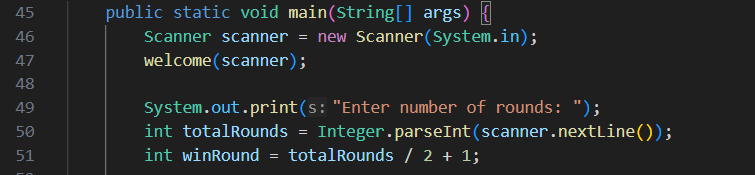 45 public static void main(String[] args) {
46 Scanner scanner = new Scanner(System.in);
47 welcome(scanner);
48
49 System.out.print(s: "Enter number of rounds: ");
50 int totalRounds = Integer.parseInt(scanner.nextLine());
51 int winRound = totalRounds / 2 + 1;